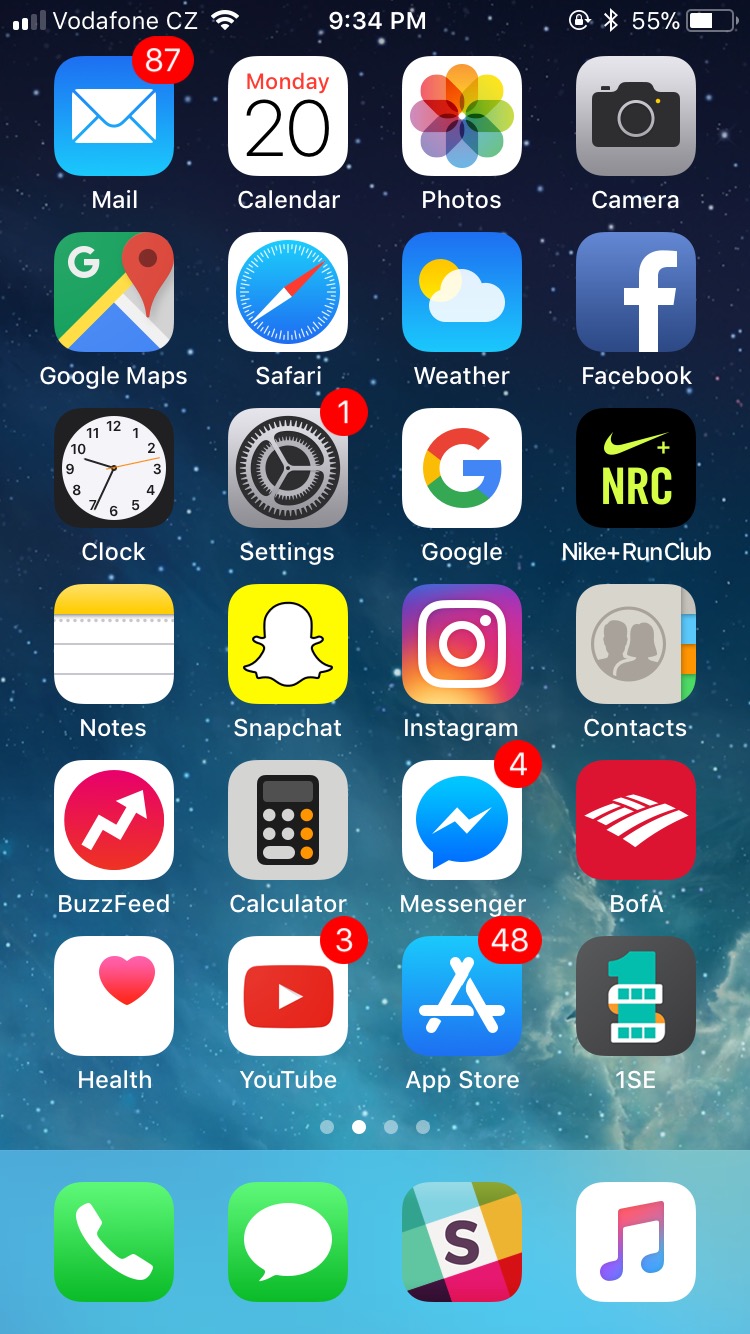 Vodafone CZ 9:34 PM 55%
87
Monday
20
Mail Calendar Photos Camera
G
Google Maps Safari Weather Facebook
1
12
11 1
10 2
9 3
8 4
7 5
6
NRC
Clock Settings Google Nike+RunClub
Notes Snapchat Instagram Contacts
4
BuzzFeed Calculator Messenger BofA
3 48
1S
Health YouTube App Store 1SE
S